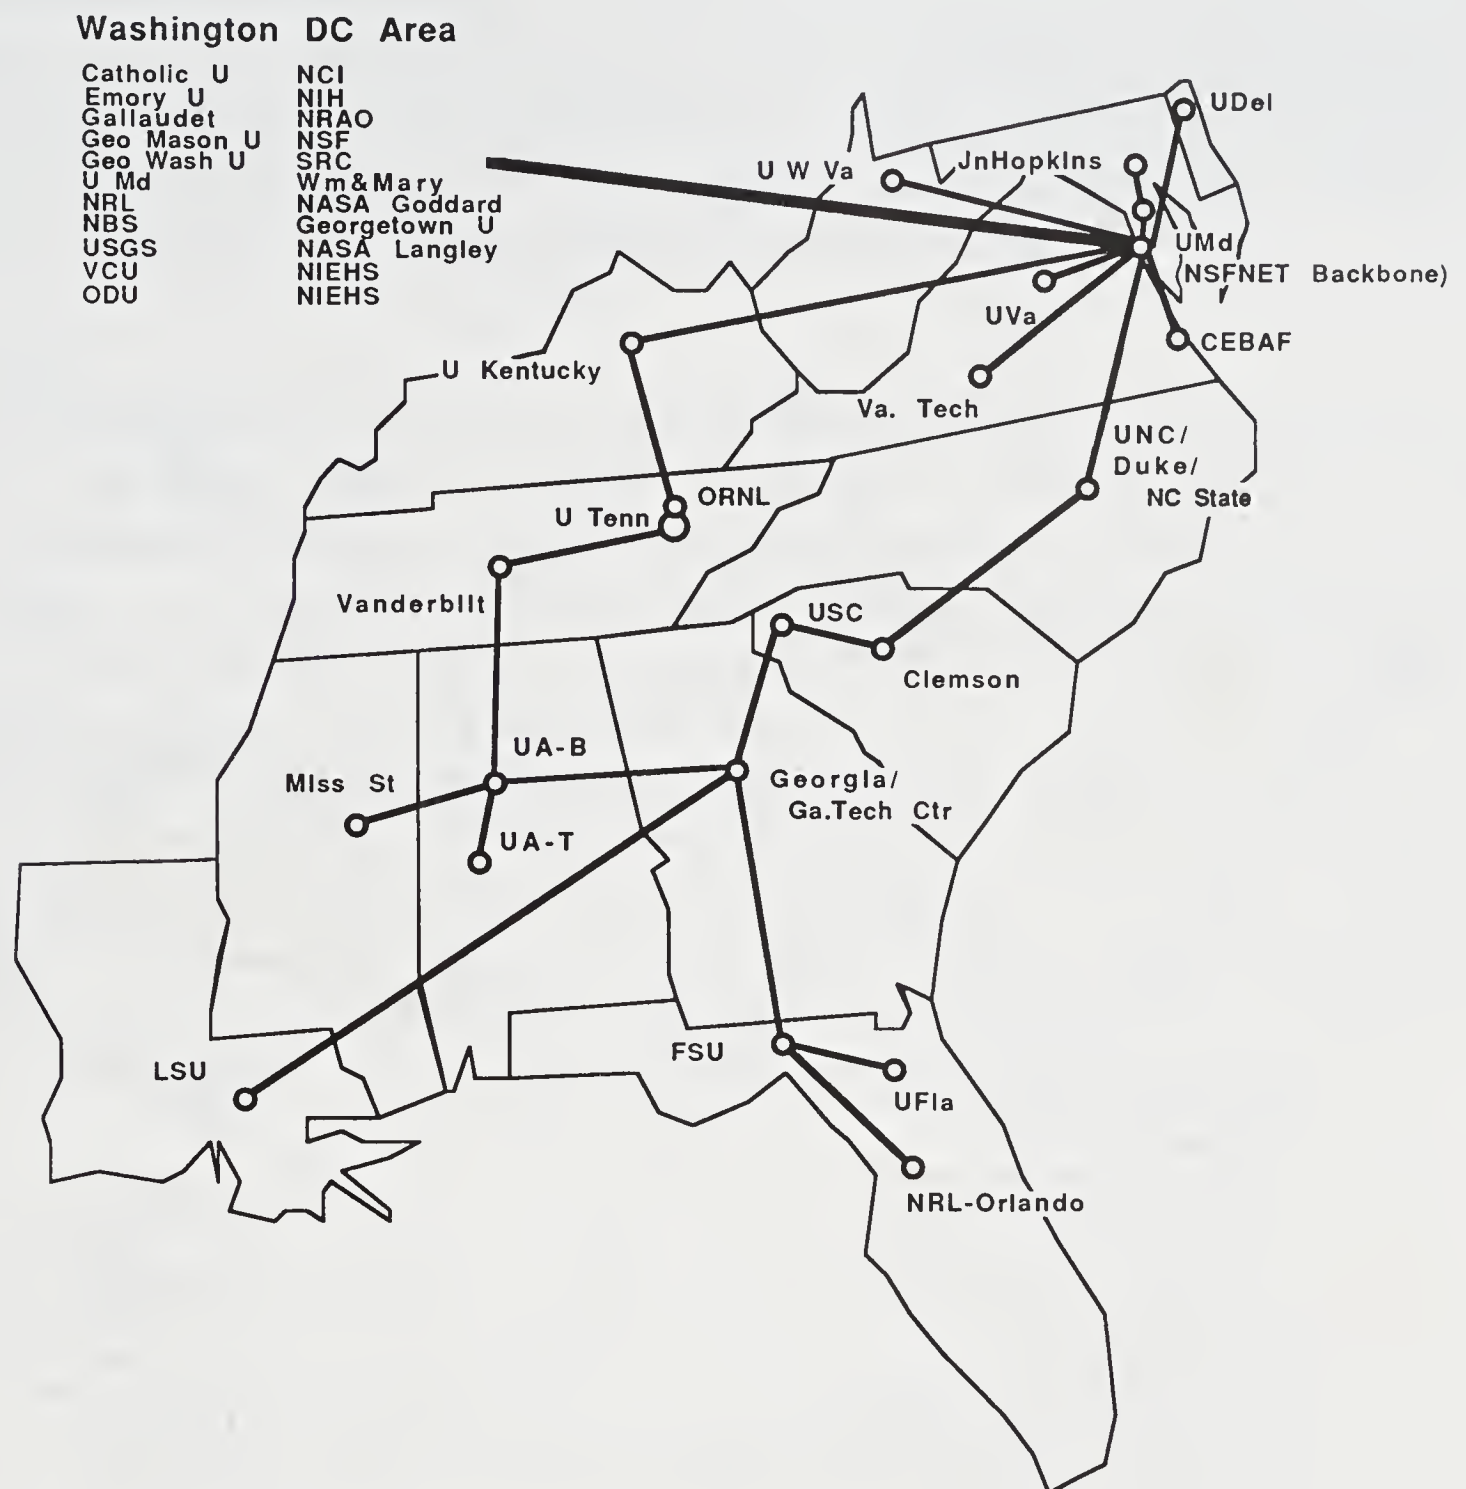 Washington DC Area
Catholic U NCI
Emory U NIH
Gallaudet NRAO
Geo Mason U NSF
Geo Wash U SRC
U Md Wm&Mary
NRL NASA Goddard
NBS Georgetown U
USGS NASA Langley
VCU NIEHS
ODU NIEHS
UDel
JnHopkins
U W Va
UMd
(NSFNET Backbone)
UVa
CEBAF
U Kentucky
Va. Tech
UNC/
Duke/
NC State
ORNL
U Tenn
Vanderbilt
USC
Clemson
UA-B
Miss St
Georgia/
Ga.Tech Ctr
UA-T
FSU
LSU
UFla
NRL-Orlando